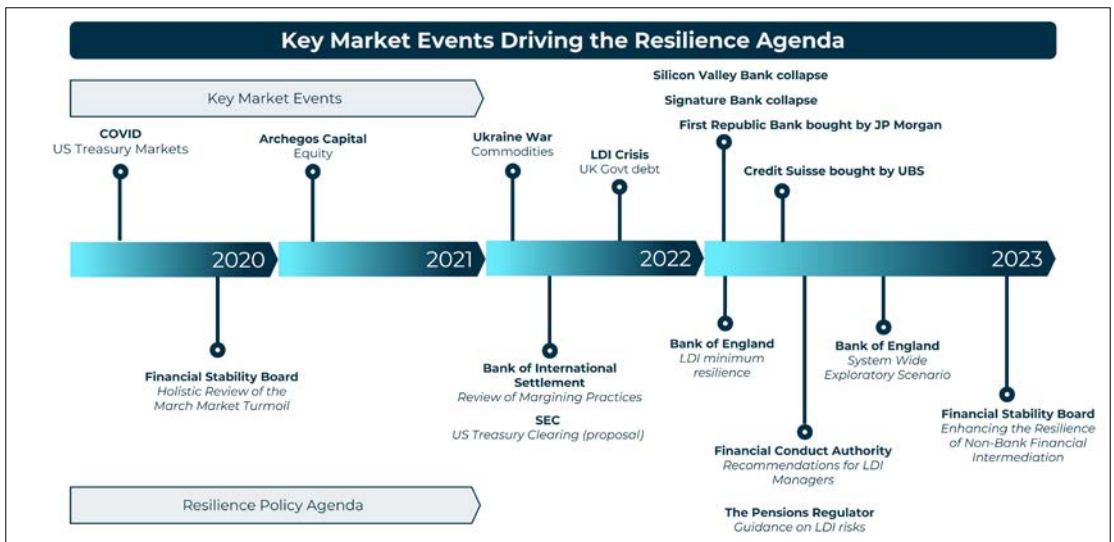 Key Market Events Driving the Resilience Agenda
Key Market Events
Silicon Valley Bank collapse
Signature Bank collapse
First Republic Bank bought by JP Morgan
COVID
US Treasury Markets
Archegos Capital
Equity
Ukraine War
Commodities
LDI Crisis
UK Govt debt
Credit Suisse bought by UBS
2020
2021
2022
2023
Financial Stability Board
Holistic Review of the
March Market Turmoil
Bank of International
Settlement
Review of Margining Practices
SEC
US Treasury Clearing (proposal)
Bank of England
LDI minimum
resilience
Bank of England
System Wide
Exploratory Scenario
Financial Conduct Authority
Recommendations for LDI
Managers
The Pensions Regulator
Guidance on LDI risks
Financial Stability Board
Enhancing the Resilience
of Non-Bank Financial
Intermediation
Resilience Policy Agenda